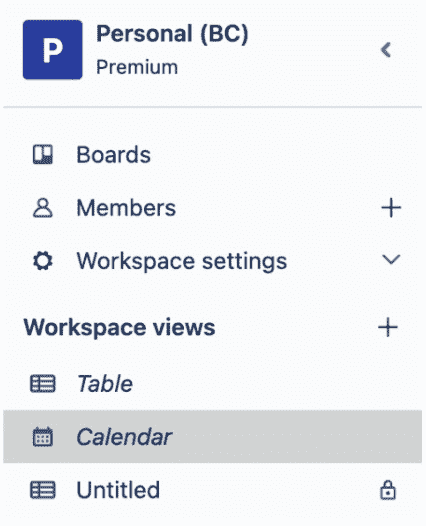 P
Personal (BC)
Premium
Boards
Members
Workspace settings
Workspace views
Table
Calendar
Untitled